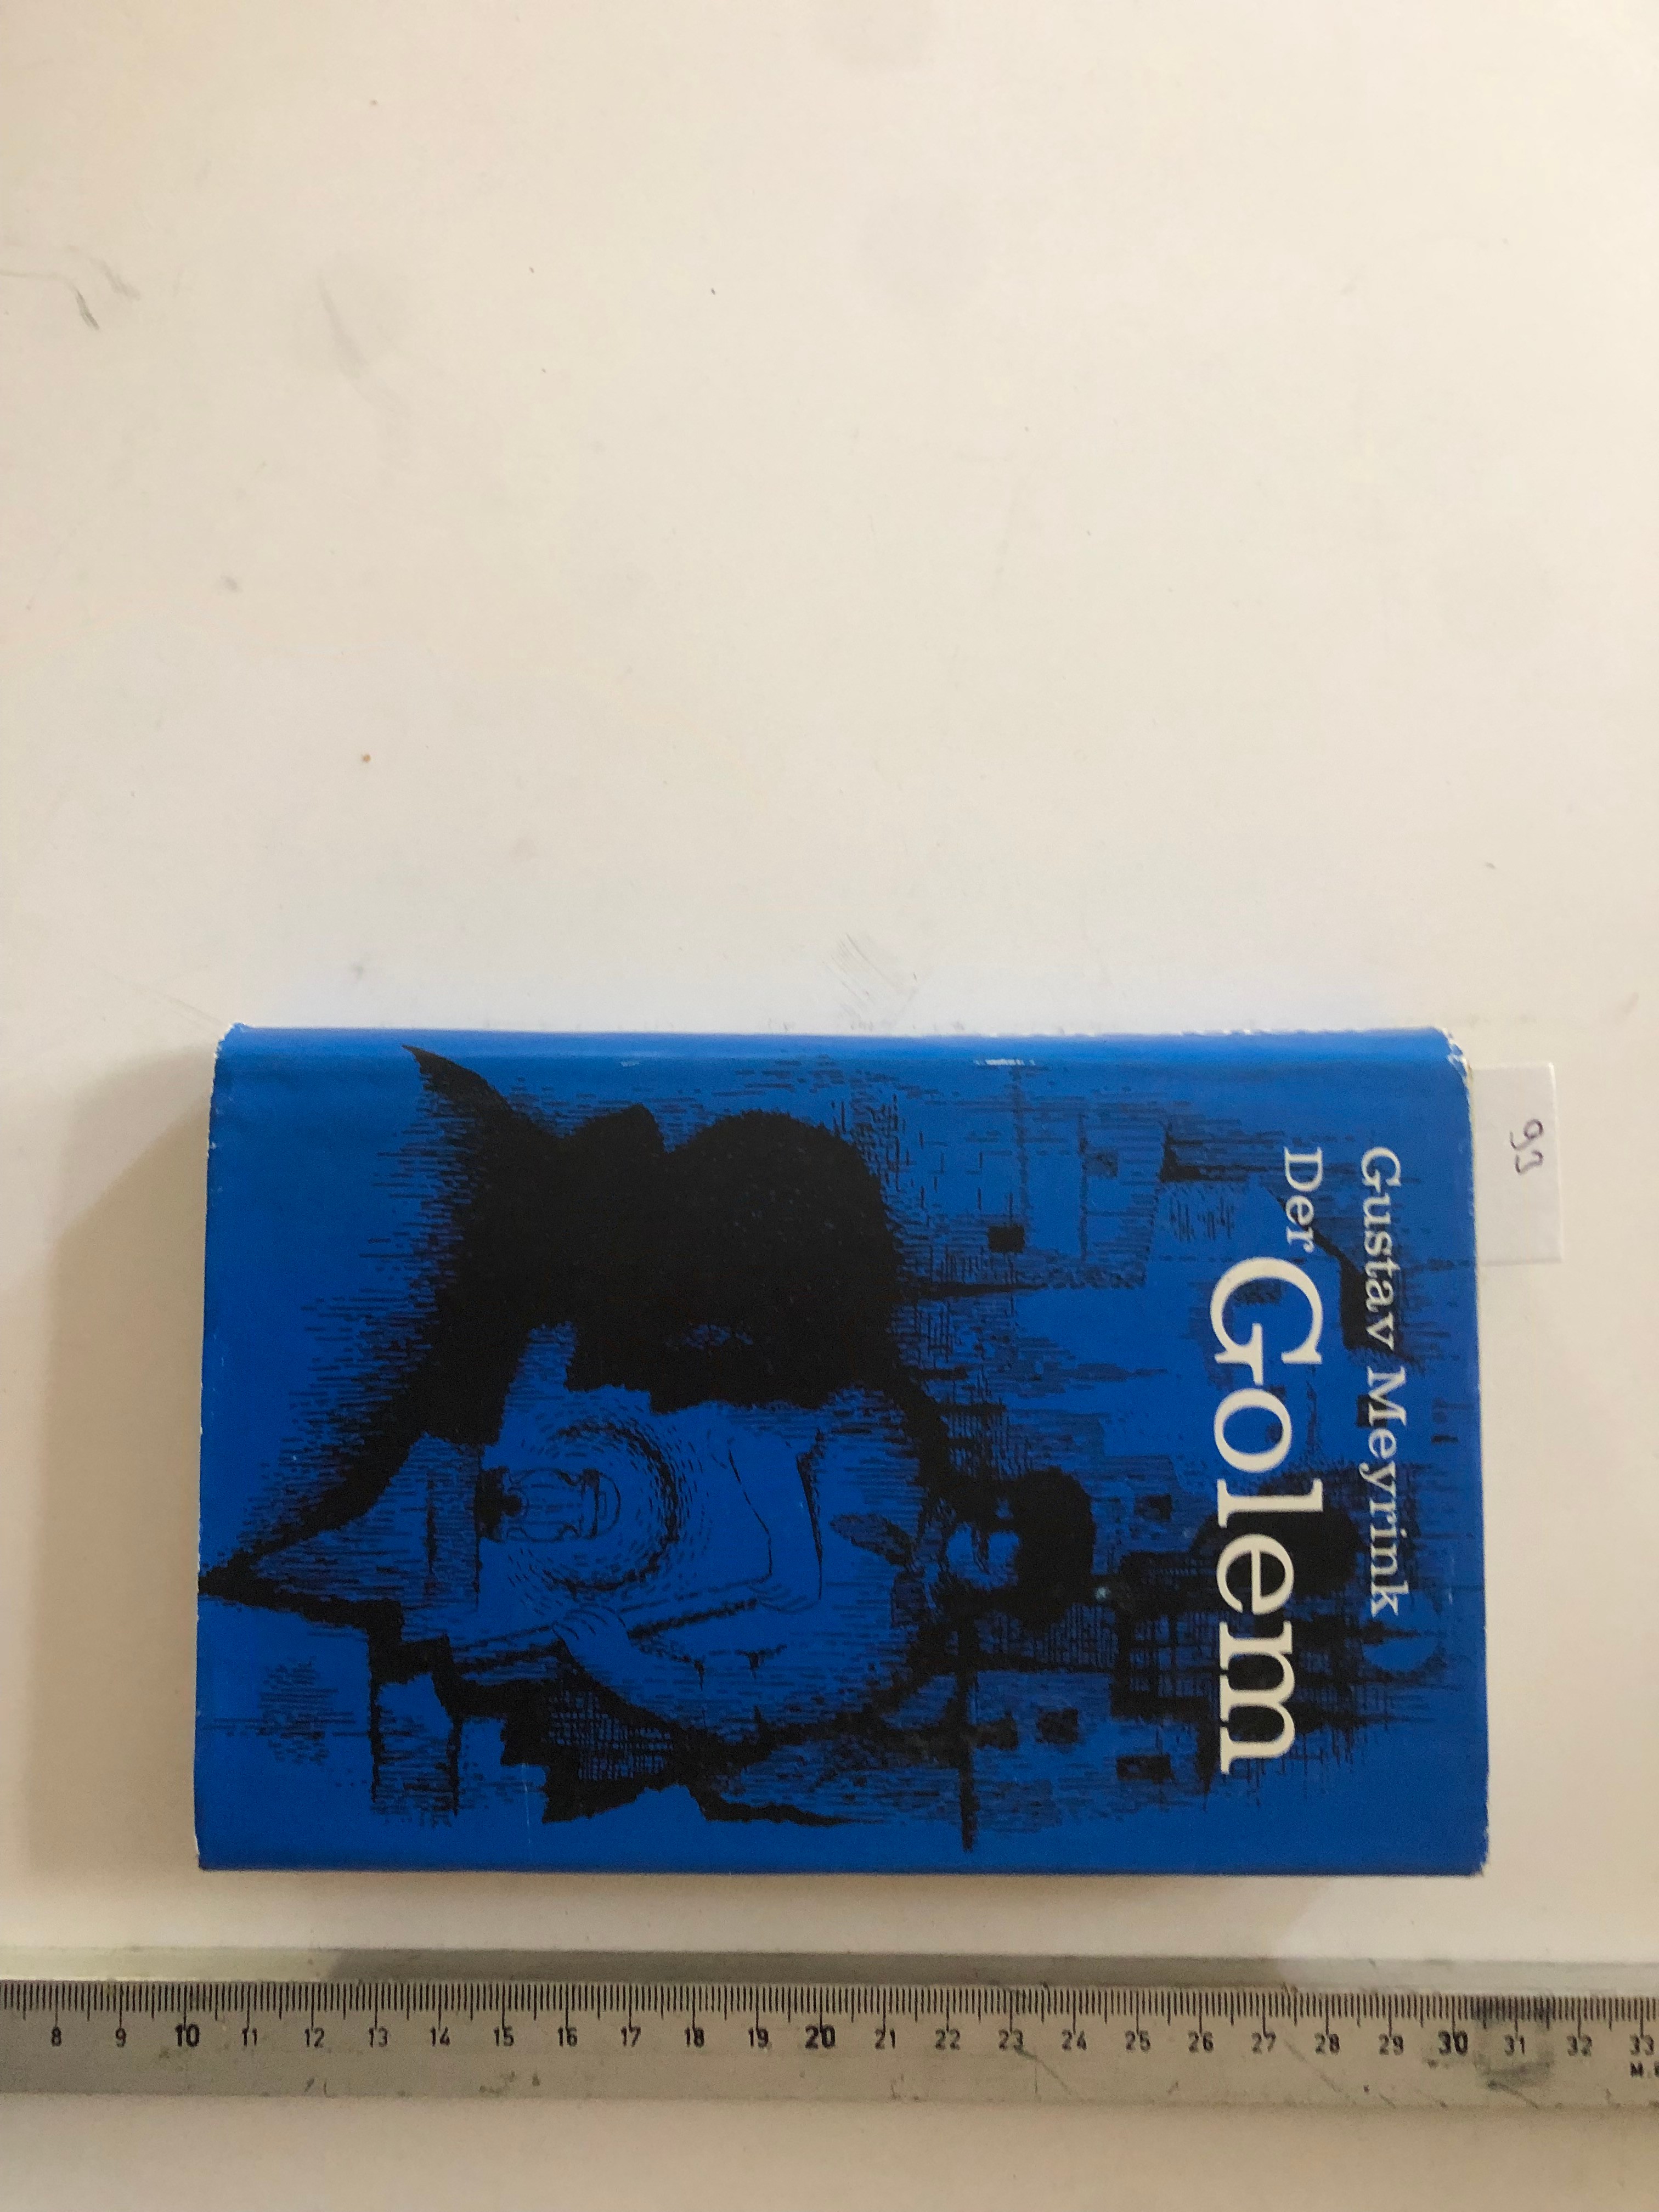 93
Gustav Meyrink
Der Golem
8 9 10 11 12 13 14 15 16 17 18 19 20 21 22 23 24 25 26 27 28 29 30 31 32 33